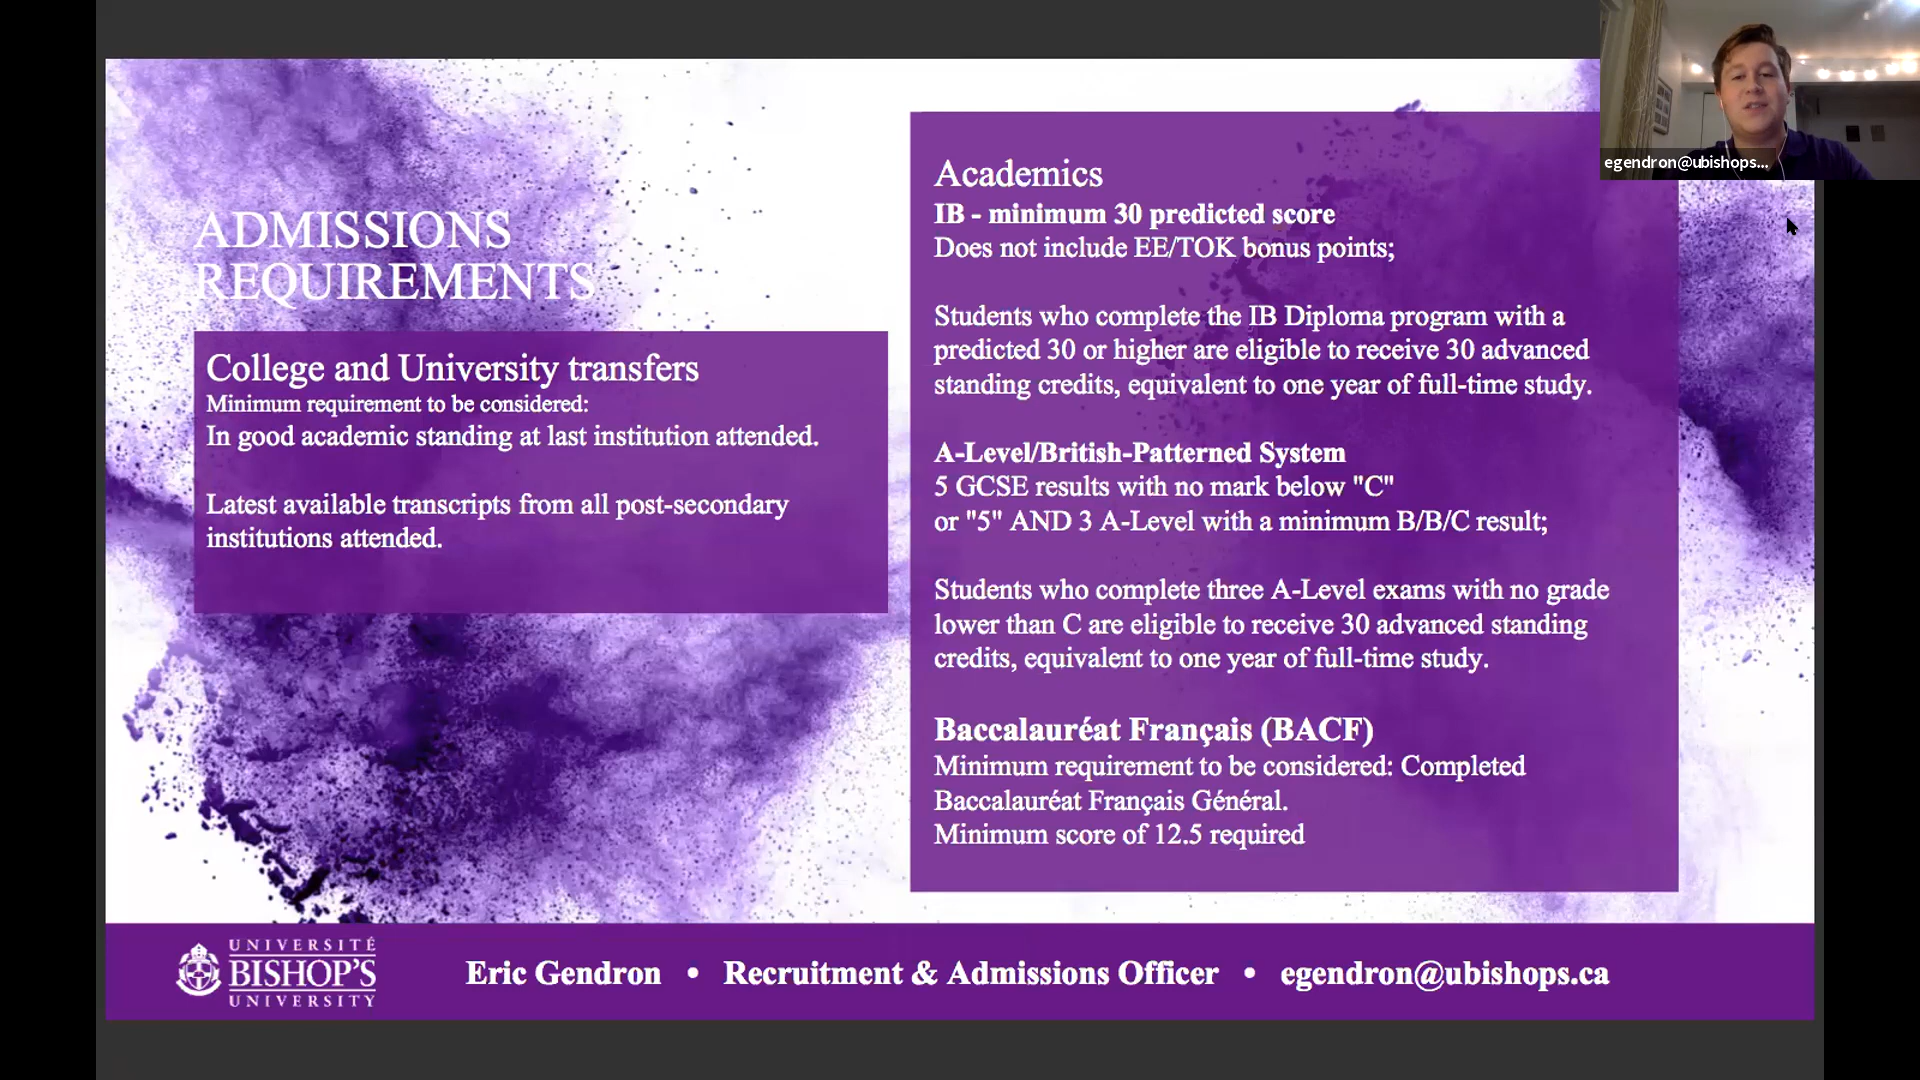 ADMISSIONS
REQUIREMENTS
College and University transfers
Minimum requirement to be considered:
In good academic standing at last institution attended.
Latest available transcripts from all post-secondary
institutions attended.
Academics
IB - minimum 30 predicted score
Does not include EE/TOK bonus points;
Students who complete the IB Diploma program with a
predicted 30 or higher are eligible to receive 30 advanced
standing credits, equivalent to one year of full-time study.
A-Level/British-Patterned System
5 GCSE results with no mark below "C"
or "5" AND 3 A-Level with a minimum B/B/C result;
Students who complete three A-Level exams with no grade
lower than C are eligible to receive 30 advanced standing
credits, equivalent to one year of full-time study.
Baccalauréat Français (BACF)
Minimum requirement to be considered: Completed
Baccalauréat Français Général.
Minimum score of 12.5 required
egendron@ubishops...
UNIVERSITÉ
BISHOP'S
UNIVERSITY
Eric Gendron • Recruitment & Admissions Officer • egendron@ubishops.ca